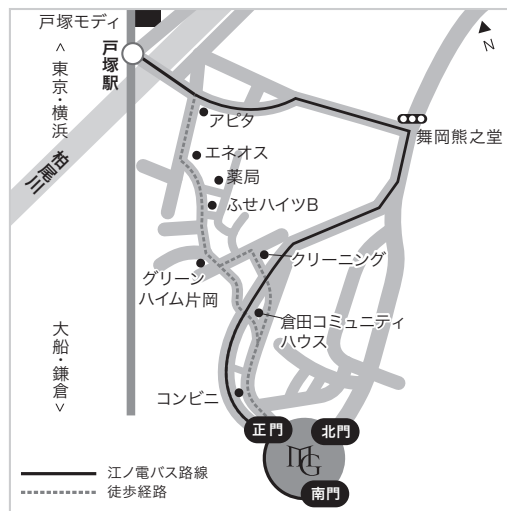 戸塚モディ
戸塚駅
<東京・横浜
柏尾川
N
アピタ
舞岡熊之堂
エネオス
薬局
ふせハイツB
クリーニング
グリーン
ハイム片岡
倉田コミュニティ
ハウス
大船・鎌倉>
コンビニ
正門
北門
MG
南門
江ノ電バス路線
徒歩経路